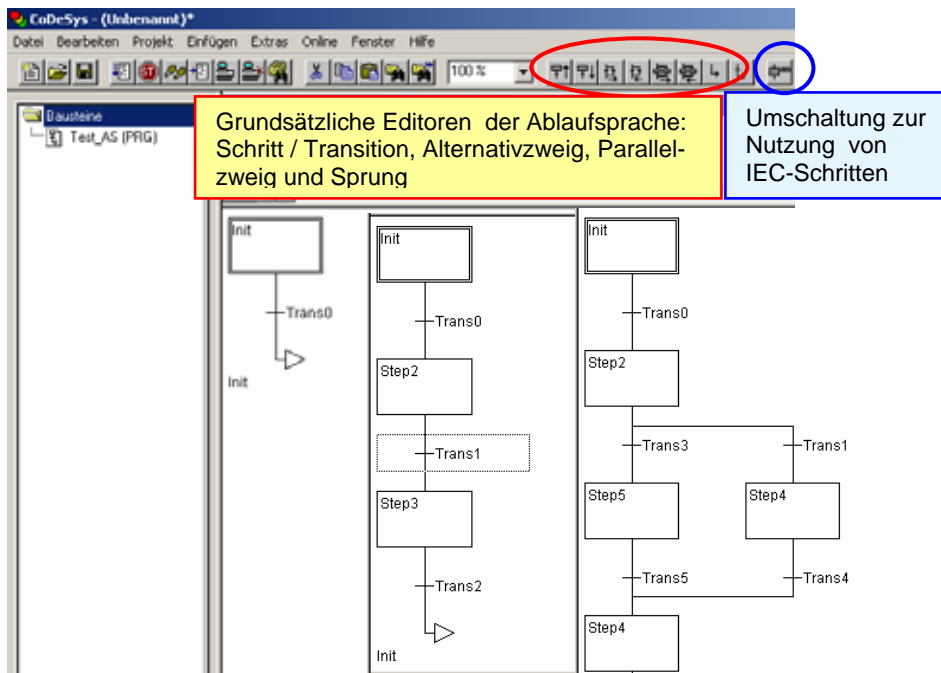 CoDeSys - (Unbenannt)*
Datei Bearbeiten Projekt Einfügen Extras Online Fenster Hilfe
100 %
Bausteine
Test_AS (PRG)
Grundsätzliche Editoren der Ablaufsprache:
Schritt / Transition, Alternativzweig, Parallel-
zweig und Sprung
Umschaltung zur
Nutzung von
IEC-Schritten
Init
Trans0
Init
Init
Trans0
Step2
Trans1
Step3
Trans2
Init
Init
Trans0
Step2
Trans3
Trans1
Step5
Step4
Trans5
Trans4
Step4